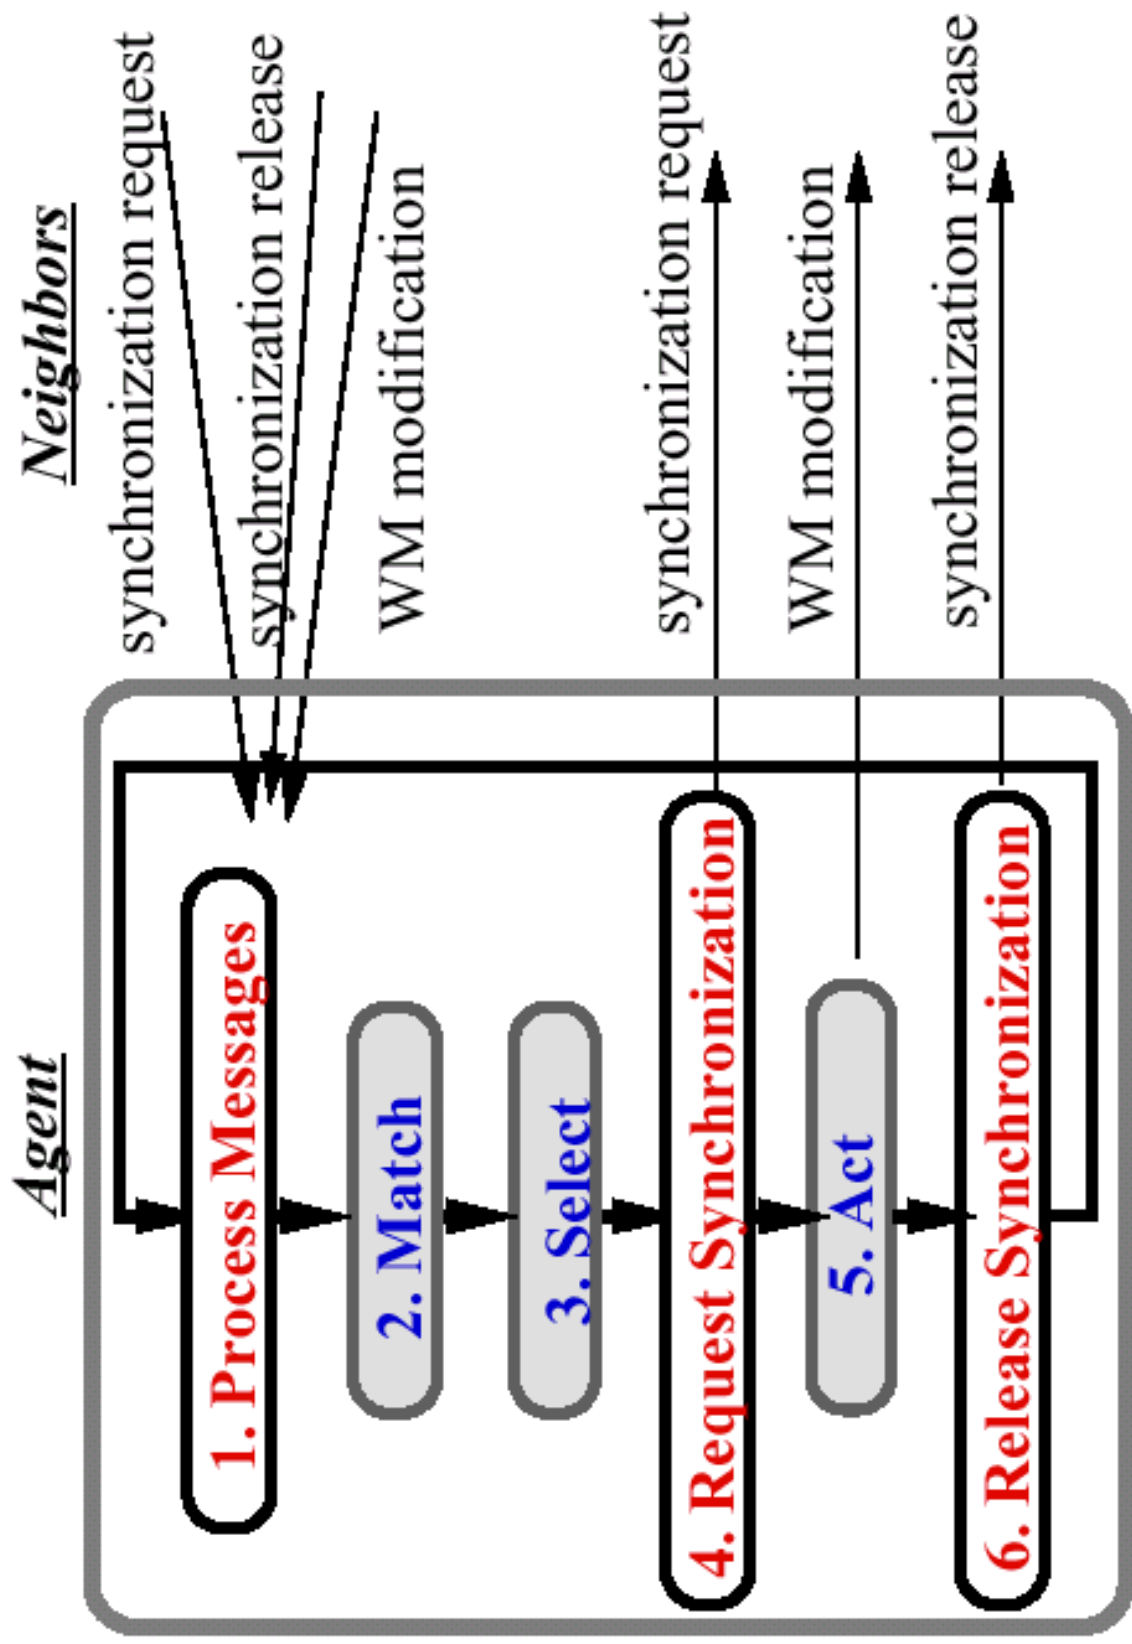 Agent
Neighbors
synchronization request
1. Process Messages
synchronization release
WM modification
2. Match
3. Select
synchronization request
4. Request Synchronization
WM modification
5. Act
synchronization release
6. Release Synchronization